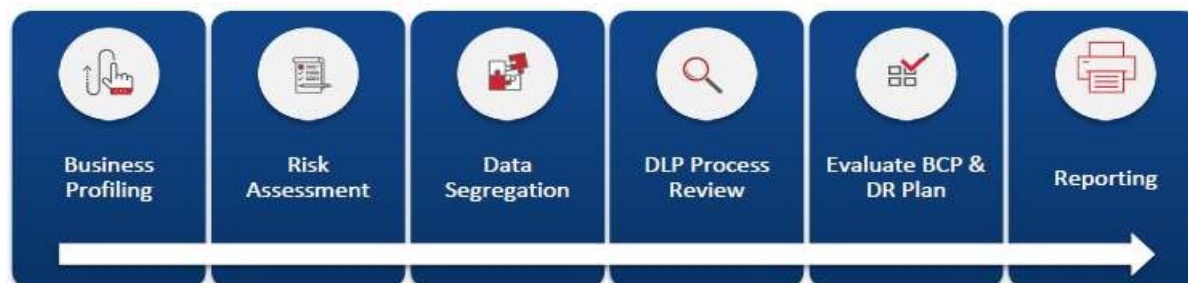 Business
Profiling
Risk
Assessment
Data
Segregation
DLP Process
Review
Evaluate BCP &
DR Plan
Reporting